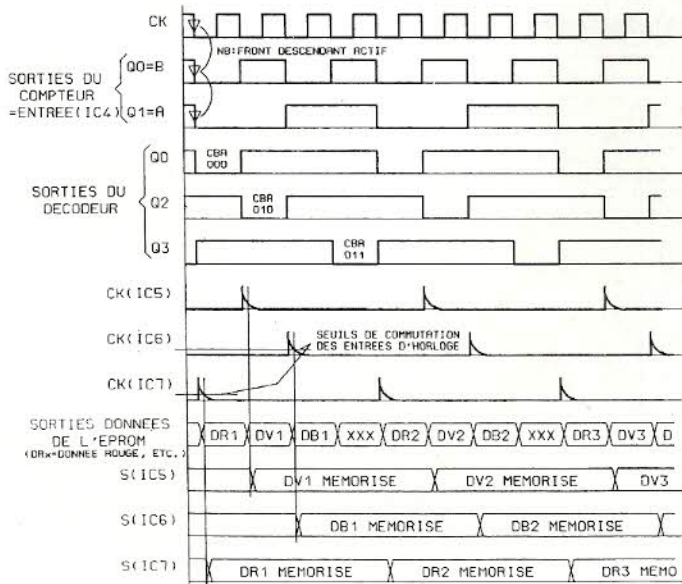 CK
NB:FRONT DESCENDANT ACTIF
SORTIES DU
COMPTEUR
=ENTREE(IC4)
Q0=B
Q1=A
SORTIES DU
DECODEUR
Q0
CBA
000
Q2
CBA
010
Q3
CBA
011
CK(IC5)
CK(IC6)
SEUILS DE COMMUTATION
DES ENTREES D'HORLOGE
CK(IC7)
SORTIES DONNEES
DE L'EPROM
(DRx=DONNEE ROUGE, ETC.)
DR1 DV1 DB1 XXX DR2 DV2 DB2 XXX DR3 DV3 D
S(IC5) DV1 MEMORISE DV2 MEMORISE DV3
S(IC6) DB1 MEMORISE DB2 MEMORISE
S(IC7) DR1 MEMORISE DR2 MEMORISE DR3 MEMO